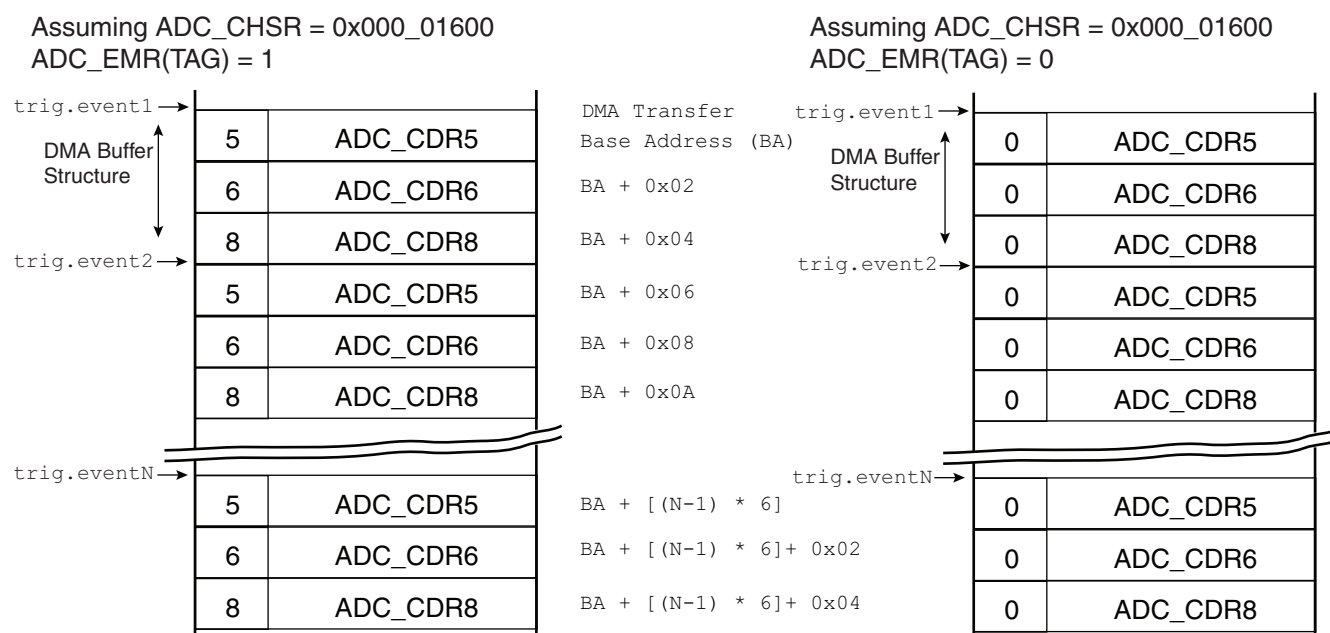 Assuming ADC_CHSR = 0x000_01600
ADC_EMR(TAG) = 1
trig.event1
DMA Buffer
Structure
5 ADC_CDR5
6 ADC_CDR6
8 ADC_CDR8
trig.event2
5 ADC_CDR5
6 ADC_CDR6
8 ADC_CDR8
trig.eventN
5 ADC_CDR5
6 ADC_CDR6
8 ADC_CDR8
DMA Transfer
Base Address (BA)
BA + 0x02
BA + 0x04
BA + 0x06
BA + 0x08
BA + 0x0A
BA + [(N-1) * 6]
BA + [(N-1) * 6]+ 0x02
BA + [(N-1) * 6]+ 0x04
Assuming ADC_CHSR = 0x000_01600
ADC_EMR(TAG) = 0
trig.event1
DMA Buffer
Structure
0 ADC_CDR5
0 ADC_CDR6
0 ADC_CDR8
trig.event2
0 ADC_CDR5
0 ADC_CDR6
0 ADC_CDR8
trig.eventN
0 ADC_CDR5
0 ADC_CDR6
0 ADC_CDR8